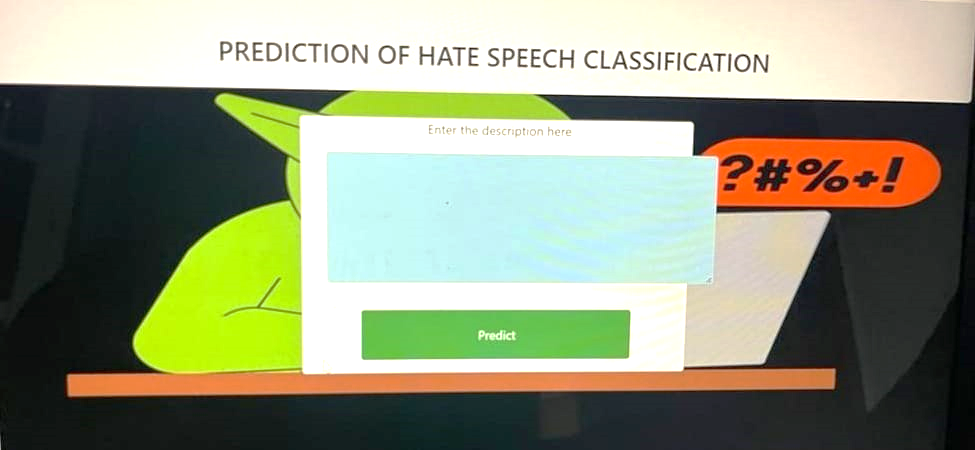 PREDICTION OF HATE SPEECH CLASSIFICATION
Enter the description here
?#%+!
Predict